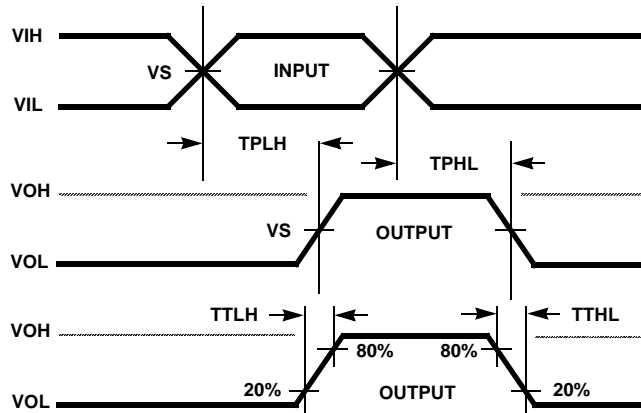 VIH
VS
INPUT
VIL
TPLH
TPHL
VOH
VS
OUTPUT
VOL
TTLH
TTHL
VOH
80%
80%
20%
OUTPUT
20%
VOL